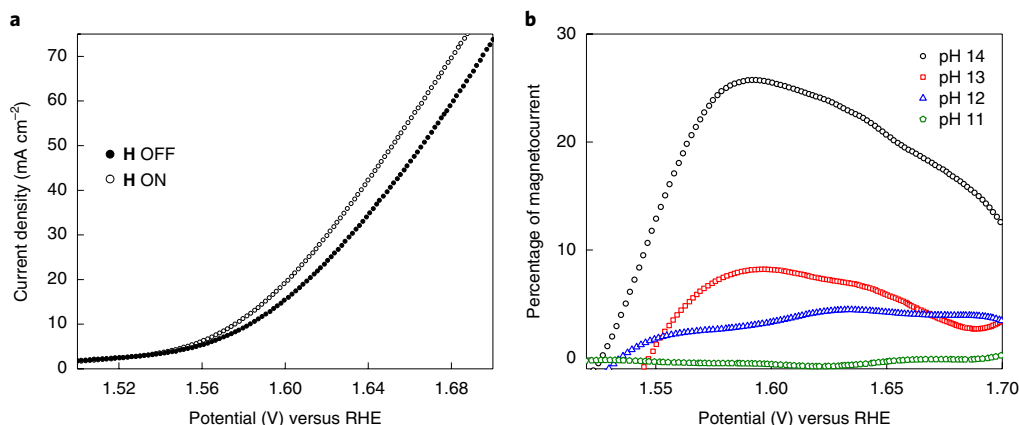 a
Current density (mA cm⁻²)
70
60
50
40
30
20
10
0
H OFF
H ON
1.52
1.56
1.60
1.64
1.68
Potential (V) versus RHE
b
Percentage of magnetocurrent
30
20
10
0
pH 14
pH 13
pH 12
pH 11
1.55
1.60
1.65
1.70
Potential (V) versus RHE